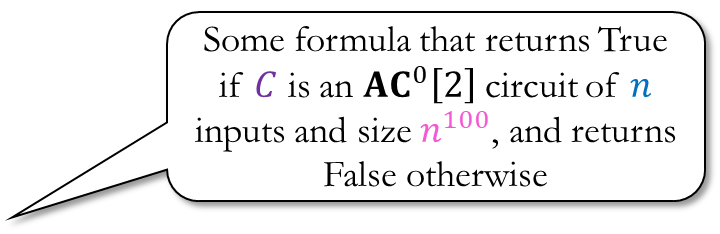 Some formula that returns True
if C is an AC⁰[2] circuit of n
inputs and size n¹⁰⁰, and returns
False otherwise